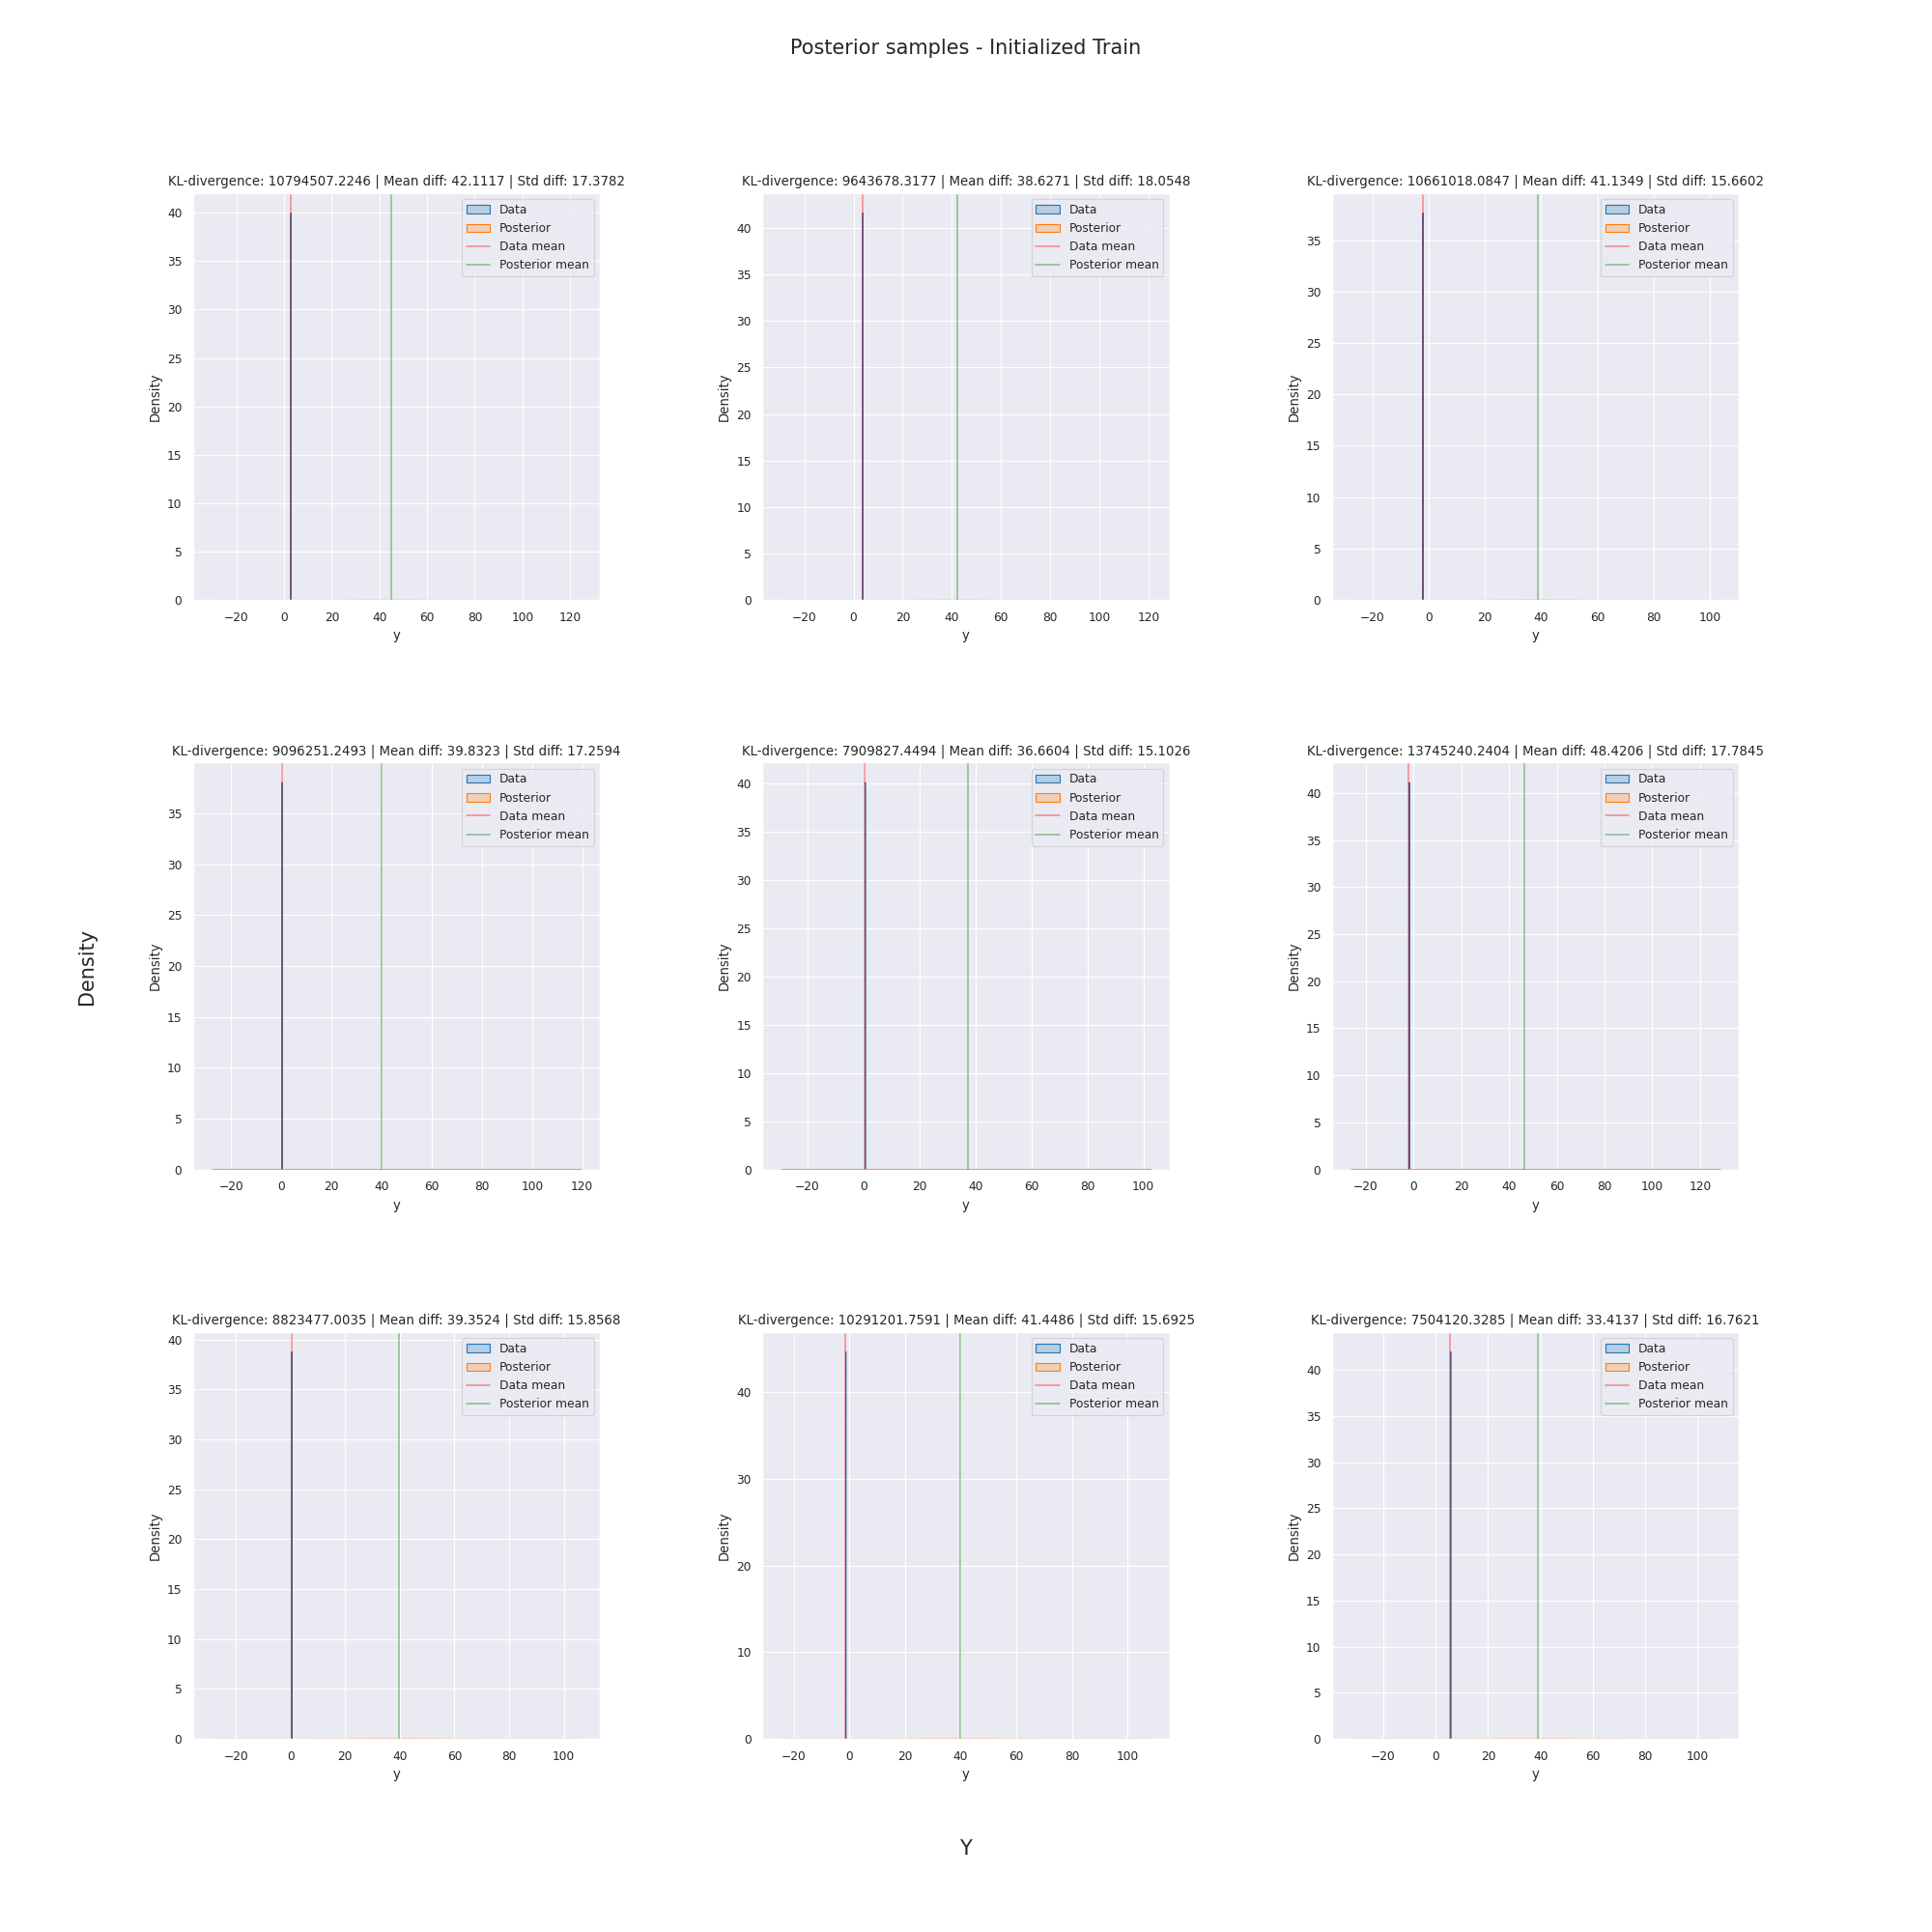 Posterior samples - Initialized Train
KL-divergence: 10794507.2246 | Mean diff: 42.1117 | Std diff: 17.3782
Data
Posterior
Data mean
Posterior mean
40
35
30
25
20
15
10
5
0
Density
−20 0 20 40 60 80 100 120
y
KL-divergence: 9643678.3177 | Mean diff: 38.6271 | Std diff: 18.0548
Data
Posterior
Data mean
Posterior mean
40
35
30
25
20
15
10
5
0
Density
−20 0 20 40 60 80 100 120
y
KL-divergence: 10661018.0847 | Mean diff: 41.1349 | Std diff: 15.6602
Data
Posterior
Data mean
Posterior mean
35
30
25
20
15
10
5
0
Density
−20 0 20 40 60 80 100
y
Density
KL-divergence: 9096251.2493 | Mean diff: 39.8323 | Std diff: 17.2594
Data
Posterior
Data mean
Posterior mean
35
30
25
20
15
10
5
0
Density
−20 0 20 40 60 80 100 120
y
KL-divergence: 7909827.4494 | Mean diff: 36.6604 | Std diff: 15.1026
Data
Posterior
Data mean
Posterior mean
40
35
30
25
20
15
10
5
0
Density
−20 0 20 40 60 80 100
y
KL-divergence: 13745240.2404 | Mean diff: 48.4206 | Std diff: 17.7845
Data
Posterior
Data mean
Posterior mean
40
35
30
25
20
15
10
5
0
Density
−20 0 20 40 60 80 100 120
y
KL-divergence: 8823477.0035 | Mean diff: 39.3524 | Std diff: 15.8568
Data
Posterior
Data mean
Posterior mean
40
35
30
25
20
15
10
5
0
Density
−20 0 20 40 60 80 100
y
KL-divergence: 10291201.7591 | Mean diff: 41.4486 | Std diff: 15.6925
Data
Posterior
Data mean
Posterior mean
40
30
20
10
0
Density
−20 0 20 40 60 80 100
y
KL-divergence: 7504120.3285 | Mean diff: 33.4137 | Std diff: 16.7621
Data
Posterior
Data mean
Posterior mean
40
35
30
25
20
15
10
5
0
Density
−20 0 20 40 60 80 100
y
Y